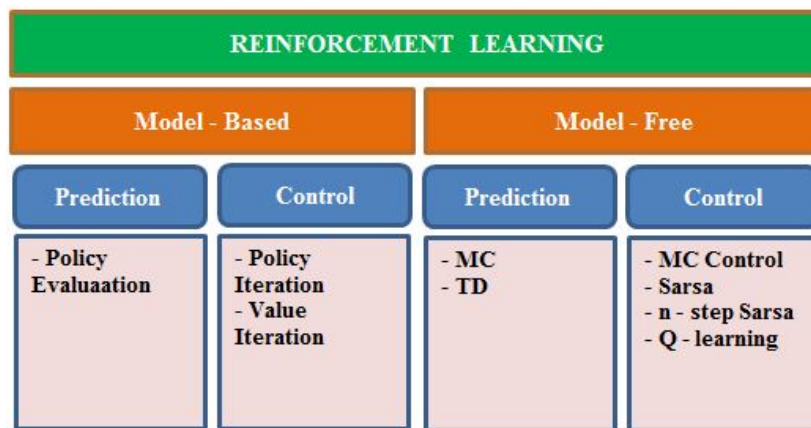 REINFORCEMENT LEARNING
Model - Based
Model - Free
Prediction
Control
Prediction
Control
- Policy
Evaluaation
- Policy
Iteration
- Value
Iteration
- MC
- TD
- MC Control
- Sarsa
- n - step Sarsa
- Q - learning